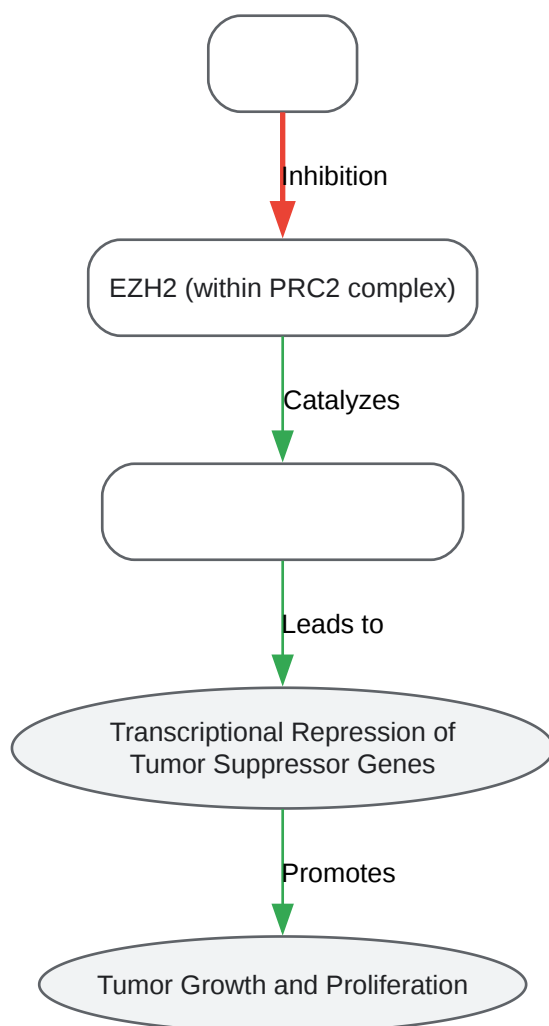 Inhibition
EZH2 (within PRC2 complex)
Catalyzes
Leads to
Transcriptional Repression of
Tumor Suppressor Genes
Promotes
Tumor Growth and Proliferation